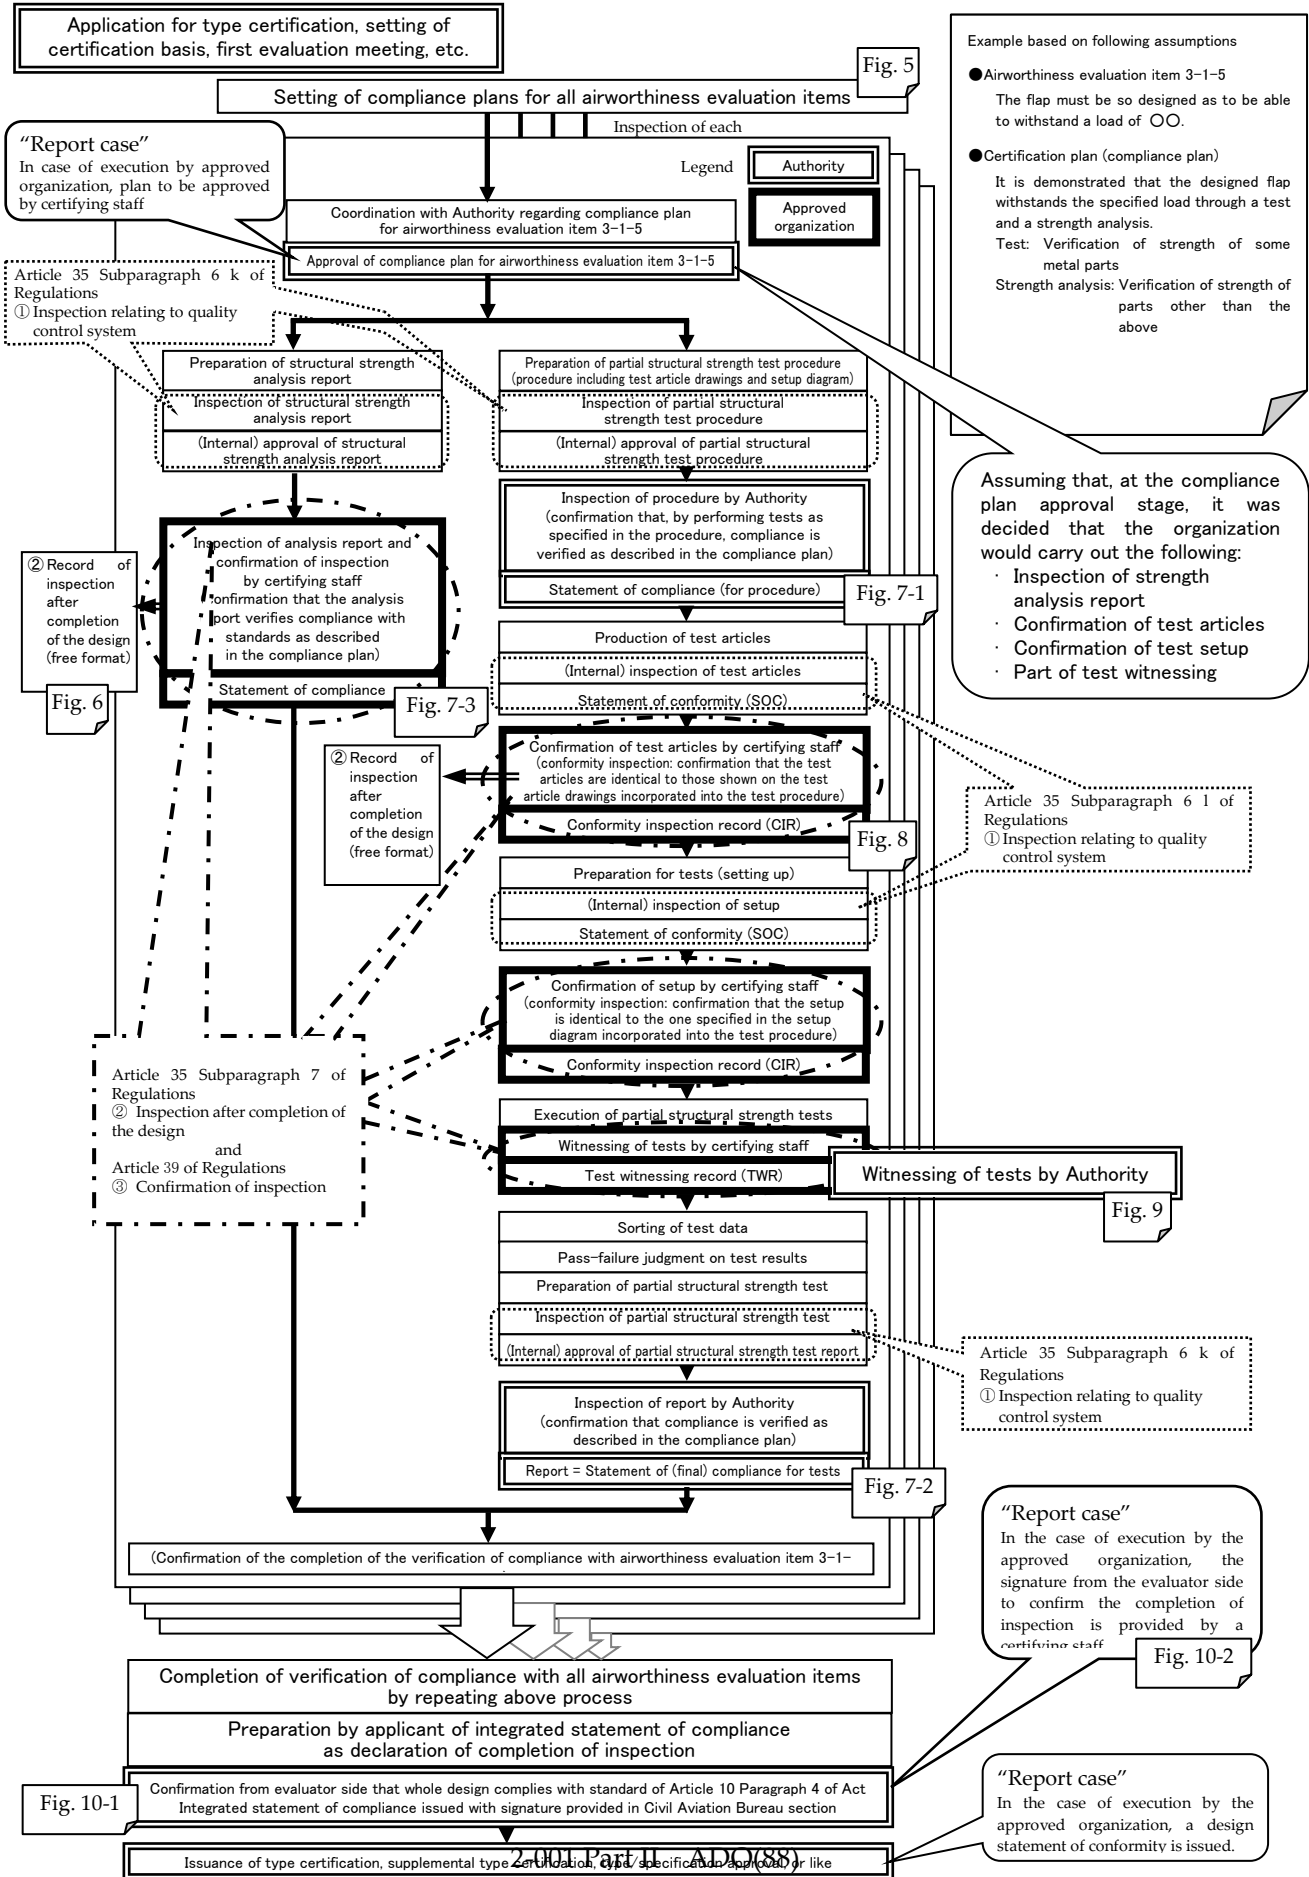 Application for type certification, setting of
certification basis, first evaluation meeting, etc.
Fig. 5
Setting of compliance plans for all airworthiness evaluation items
Inspection of each
Example based on following assumptions
●Airworthiness evaluation item 3-1-5
The flap must be so designed as to be able
to withstand a load of ○○.
●Certification plan (compliance plan)
It is demonstrated that the designed flap
withstands the specified load through a test
and a strength analysis.
Test: Verification of strength of some
metal parts
Strength analysis: Verification of strength of
parts other than the
above
"Report case"
In case of execution by approved
organization, plan to be approved
by certifying staff
Legend
Authority
Approved
organization
Coordination with Authority regarding compliance plan
for airworthiness evaluation item 3-1-5
Approval of compliance plan for airworthiness evaluation item 3-1-5
Article 35 Subparagraph 6 k of
Regulations
① Inspection relating to quality
control system
Preparation of structural strength
analysis report
Inspection of structural strength
analysis report
(Internal) approval of structural
strength analysis report
Preparation of partial structural strength test procedure
(procedure including test article drawings and setup diagram)
Inspection of partial structural
strength test procedure
(Internal) approval of partial structural
strength test procedure
Assuming that, at the compliance
plan approval stage, it was
decided that the organization
would carry out the following:
· Inspection of strength
analysis report
· Confirmation of test articles
· Confirmation of test setup
· Part of test witnessing
Inspection of procedure by Authority
(confirmation that, by performing tests as
specified in the procedure, compliance is
verified as described in the compliance plan)
Statement of compliance (for procedure)
Fig. 7-1
Inspection of analysis report and
confirmation of inspection
by certifying staff
onfirmation that the analysis
port verifies compliance with
standards as described
in the compliance plan)
Statement of compliance
Fig. 7-3
② Record of
inspection
after
completion
of the design
(free format)
Fig. 6
Production of test articles
(Internal) inspection of test articles
Statement of conformity (SOC)
Confirmation of test articles by certifying staff
(conformity inspection: confirmation that the test
articles are identical to those shown on the test
article drawings incorporated into the test procedure)
Conformity inspection record (CIR)
Fig. 8
② Record of
inspection
after
completion
of the design
(free format)
Article 35 Subparagraph 6 l of
Regulations
① Inspection relating to quality
control system
Preparation for tests (setting up)
(Internal) inspection of setup
Statement of conformity (SOC)
Confirmation of setup by certifying staff
(conformity inspection: confirmation that the setup
is identical to the one specified in the setup
diagram incorporated into the test procedure)
Conformity inspection record (CIR)
Article 35 Subparagraph 7 of
Regulations
② Inspection after completion of
the design
and
Article 39 of Regulations
③ Confirmation of inspection
Execution of partial structural strength tests
Witnessing of tests by certifying staff
Test witnessing record (TWR)
Witnessing of tests by Authority
Fig. 9
Sorting of test data
Pass-failure judgment on test results
Preparation of partial structural strength test
Inspection of partial structural strength test
(Internal) approval of partial structural strength test report
Article 35 Subparagraph 6 k of
Regulations
① Inspection relating to quality
control system
Inspection of report by Authority
(confirmation that compliance is verified as
described in the compliance plan)
Report = Statement of (final) compliance for tests
Fig. 7-2
(Confirmation of the completion of the verification of compliance with airworthiness evaluation item 3-1-
"Report case"
In the case of execution by the
approved organization, the
signature from the evaluator side
to confirm the completion of
inspection is provided by a
certifying staff
Fig. 10-2
Completion of verification of compliance with all airworthiness evaluation items
by repeating above process
Preparation by applicant of integrated statement of compliance
as declaration of completion of inspection
Confirmation from evaluator side that whole design complies with standard of Article 10 Paragraph 4 of Act
Integrated statement of compliance issued with signature provided in Civil Aviation Bureau section
Fig. 10-1
"Report case"
In the case of execution by the
approved organization, a design
statement of conformity is issued.
Issuance of type certification, supplemental type certification, type/specification approval, or like
2-001 Part II ADO(88)